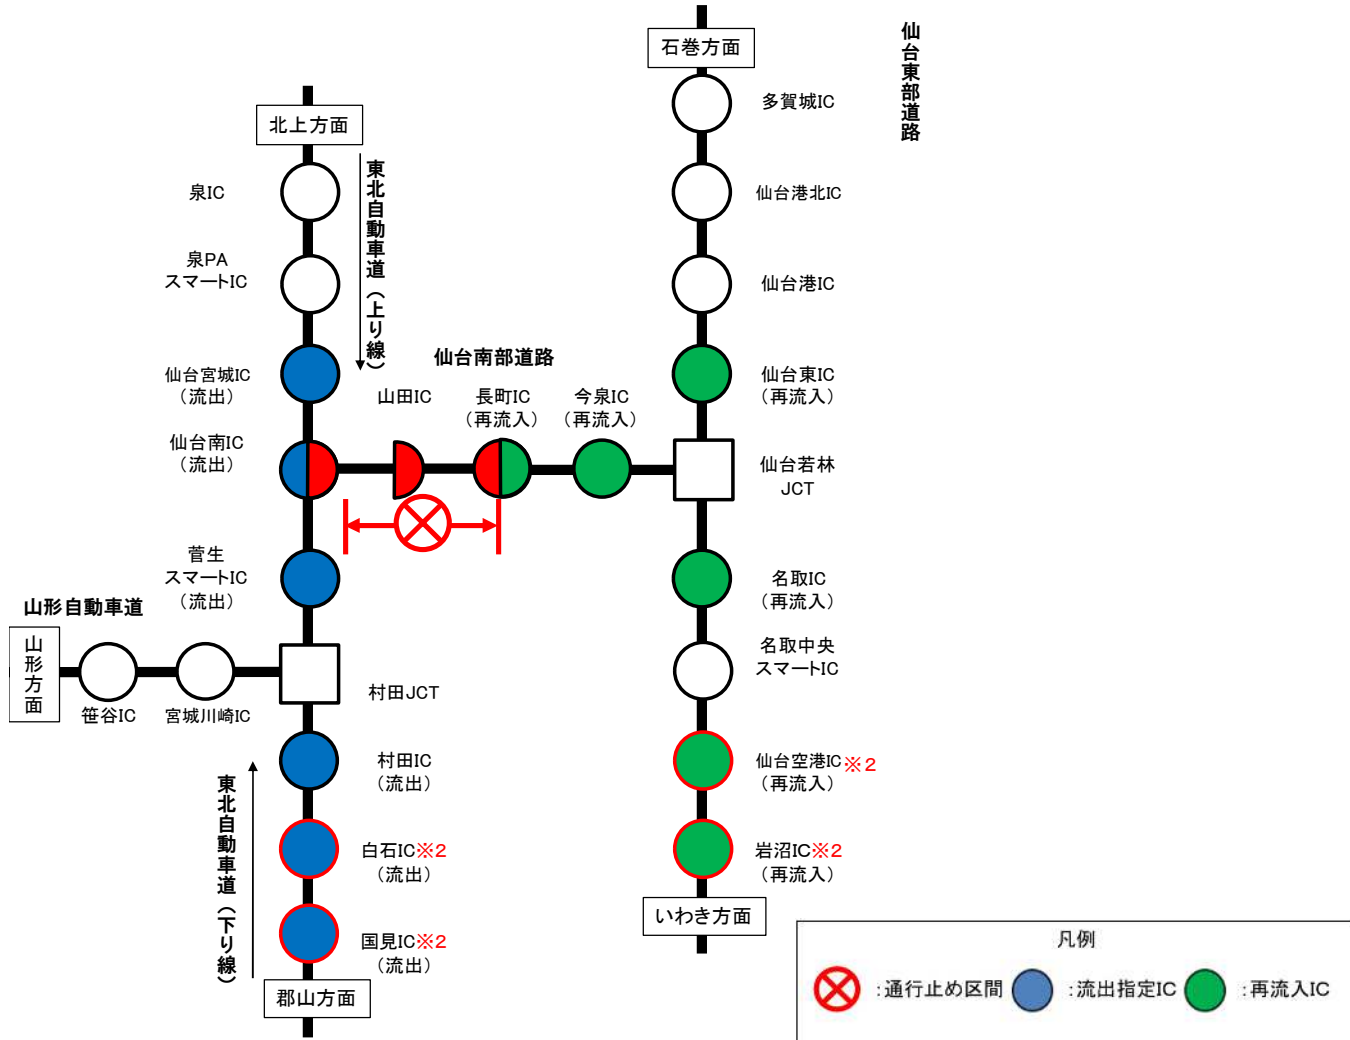 石巻方面
仙台東部道路
多賀城IC
北上方面
東北自動車道（上り線）
泉IC
仙台港北IC
泉PA
スマートIC
仙台港IC
仙台南部道路
仙台宮城IC
（流出）
山田IC
長町IC
（再流入）
今泉IC
（再流入）
仙台東IC
（再流入）
仙台南IC
（流出）
仙台若林
JCT
菅生
スマートIC
（流出）
名取IC
（再流入）
山形自動車道
山形方面
笹谷IC
宮城川崎IC
村田JCT
名取中央
スマートIC
東北自動車道（下り線）
村田IC
（流出）
仙台空港IC※2
（再流入）
白石IC※2
（流出）
岩沼IC※2
（再流入）
国見IC※2
（流出）
いわき方面
郡山方面
凡例
:通行止め区間
:流出指定IC
:再流入IC